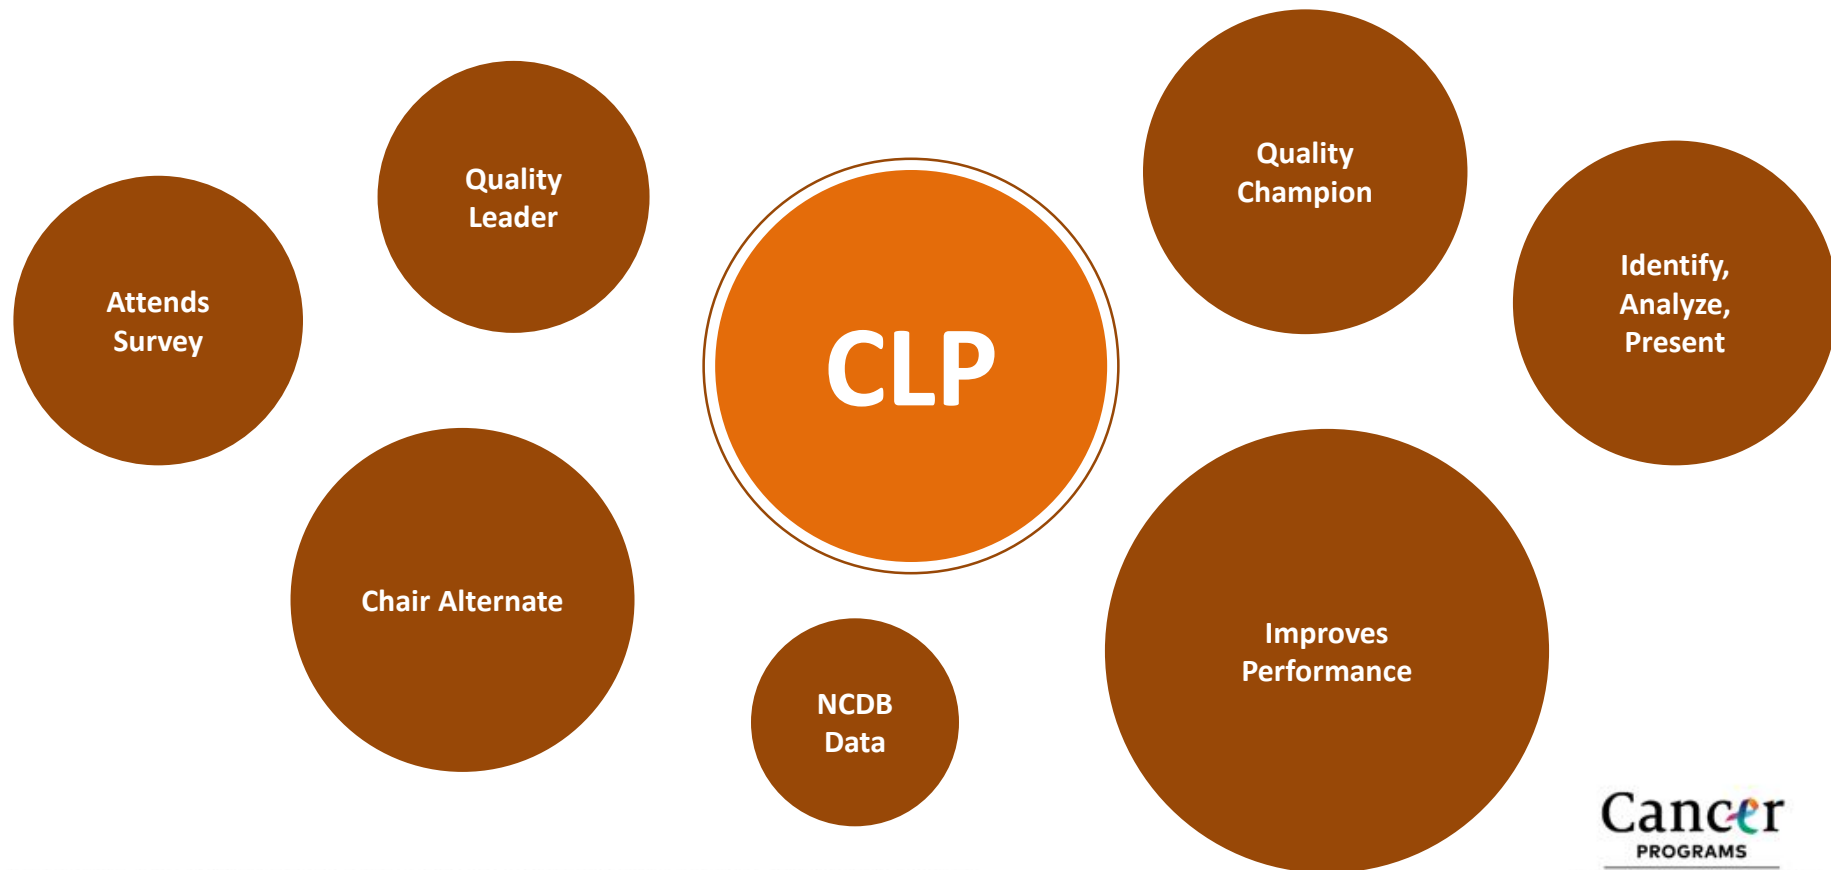 Attends
Survey
Quality
Leader
Chair Alternate
CLP
NCDB
Data
Quality
Champion
Identify,
Analyze,
Present
Improves
Performance
Cancer
PROGRAMS